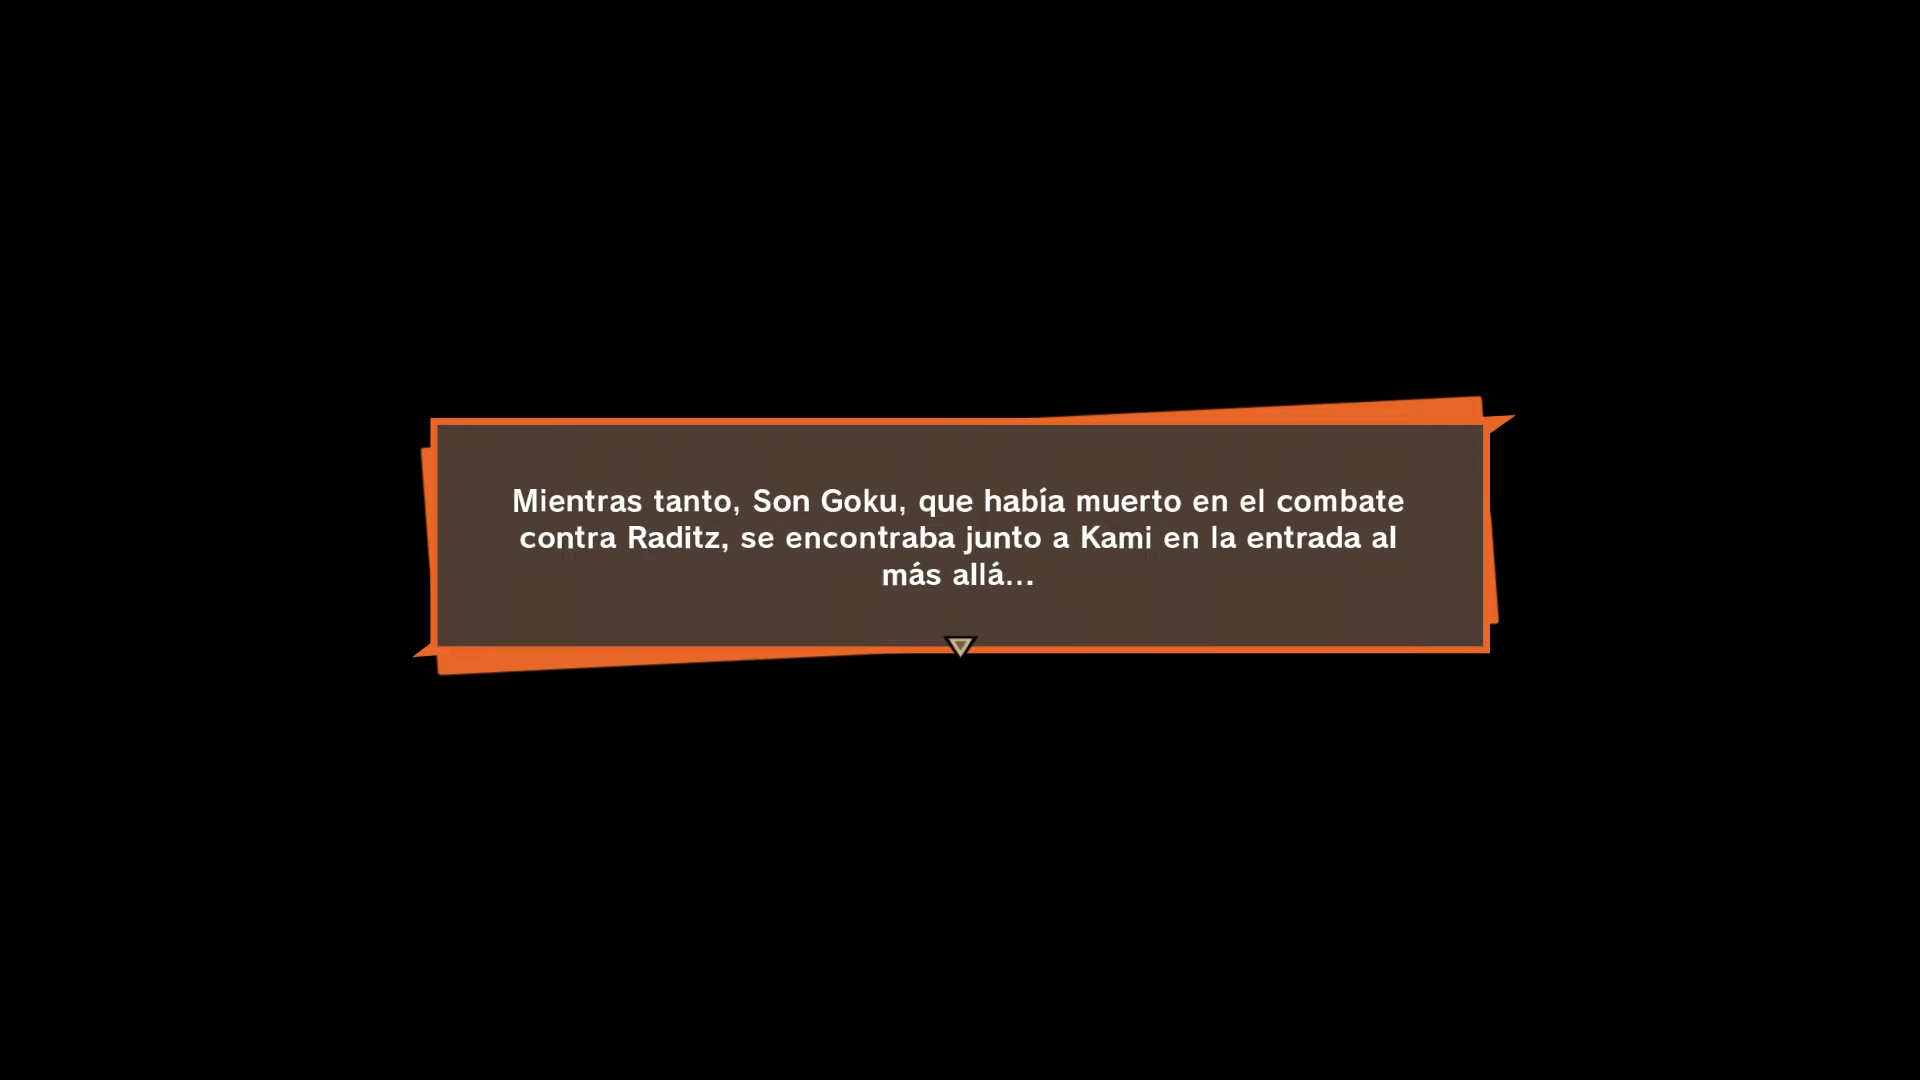 Mientras tanto, Son Goku, que había muerto en el combate
contra Raditz, se encontraba junto a Kami en la entrada al
más allá...